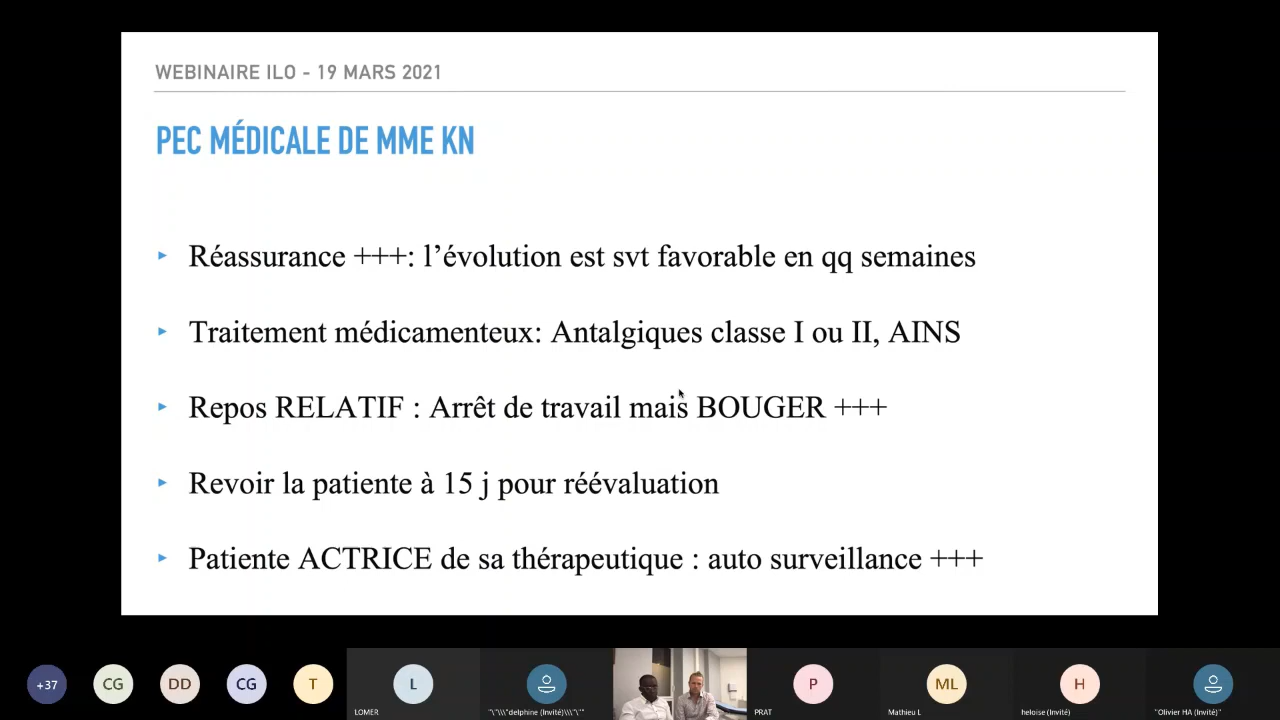 WEBINAIRE ILO - 19 MARS 2021
PEC MÉDICALE DE MME KN
‣ Réassurance +++: l’évolution est svt favorable en qq semaines
‣ Traitement médicamenteux: Antalgiques classe I ou II, AINS
‣ Repos RELATIF : Arrêt de travail mais BOUGER +++
‣ Revoir la patiente à 15 j pour réévaluation
‣ Patiente ACTRICE de sa thérapeutique : auto surveillance +++
+37 CG DD CG T L P ML H
LOMER "\"\\\"delphine (Invité)\\\"\"" PRAT Mathieu L heloise (Invité) "Olivier HA (Invité)"